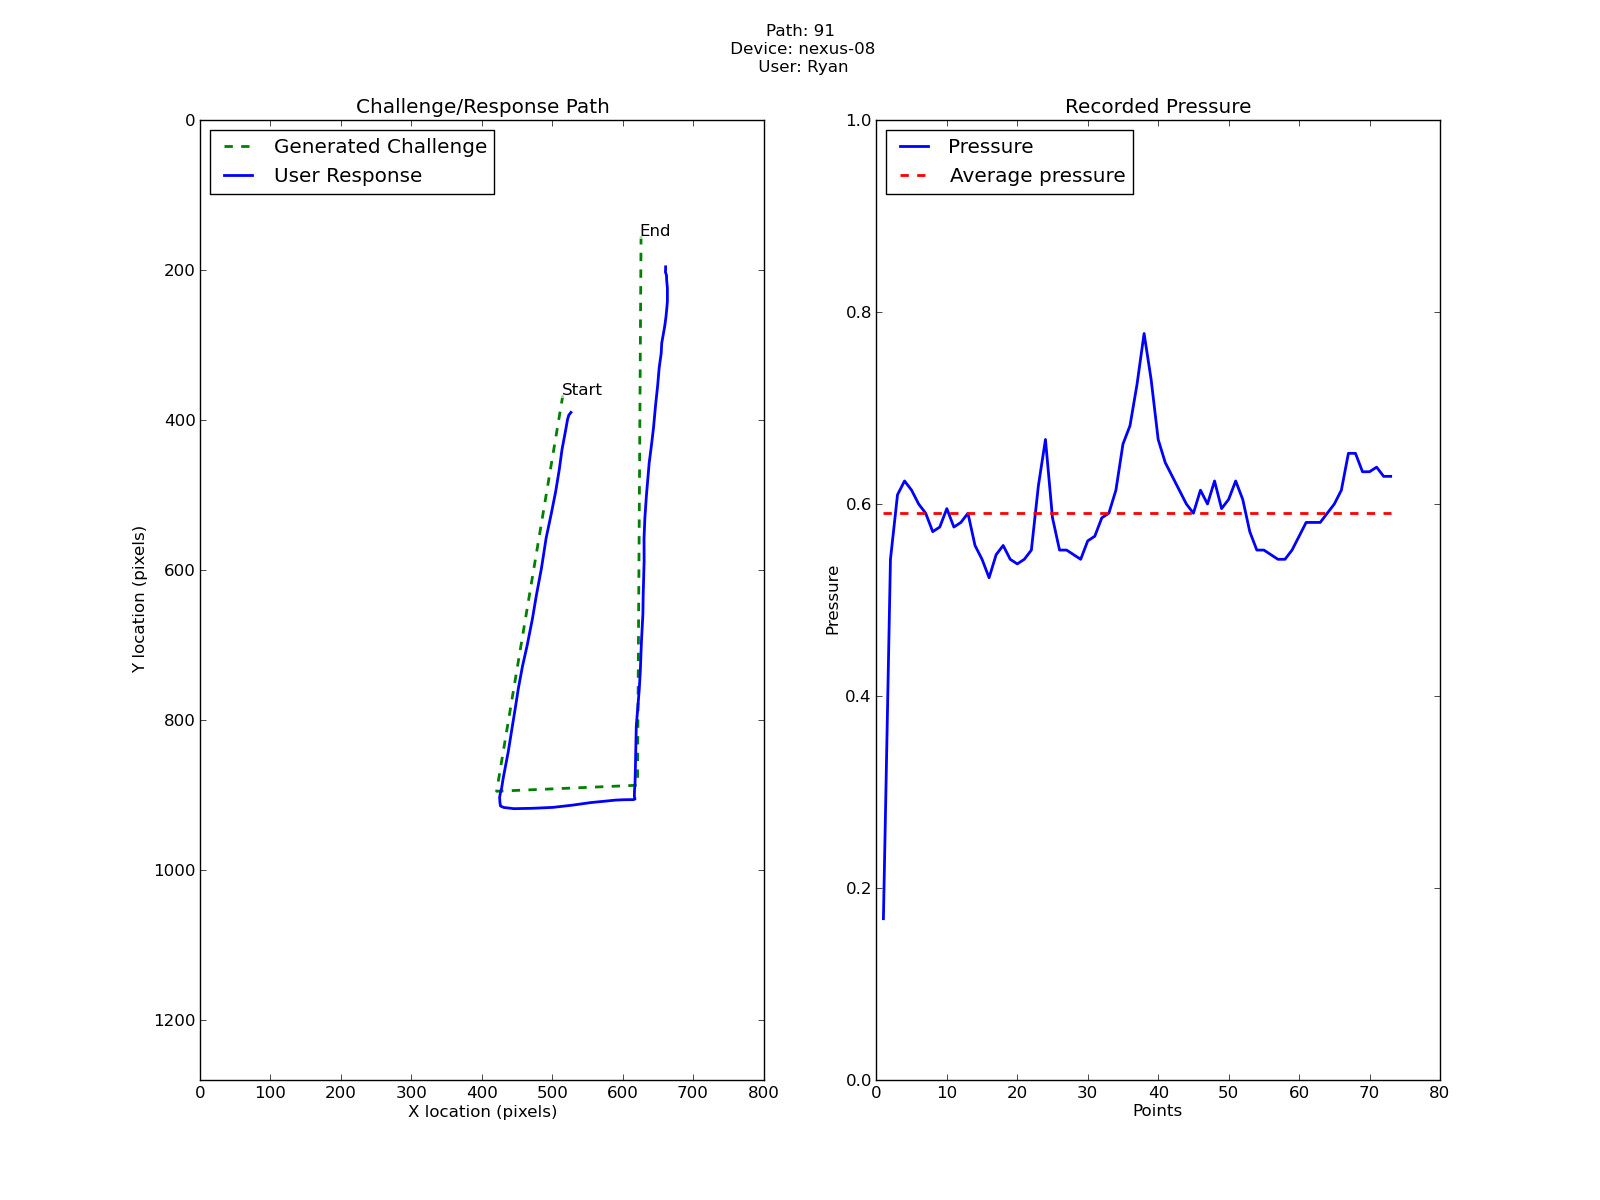 Path: 91
Device: nexus-08
User: Ryan
Challenge/Response Path
Generated Challenge
User Response
End
Start
0
200
400
600
800
1000
1200
0 100 200 300 400 500 600 700 800
X location (pixels)
Y location (pixels)
Recorded Pressure
Pressure
Average pressure
1.0
0.8
0.6
0.4
0.2
0.0
0 10 20 30 40 50 60 70 80
Points
Pressure